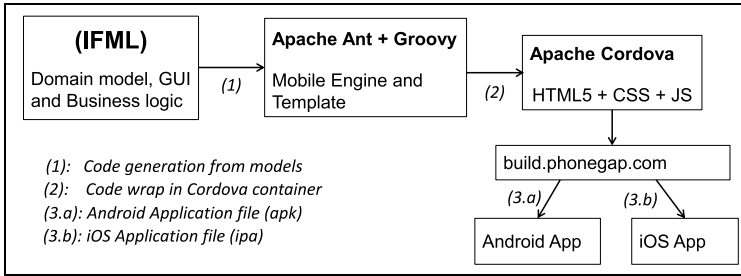 (IFML)
Domain model, GUI
and Business logic
(1)
Apache Ant + Groovy
Mobile Engine and
Template
(2)
Apache Cordova
HTML5 + CSS + JS
build.phonegap.com
(3.a)
(3.b)
Android App
iOS App
(1): Code generation from models
(2): Code wrap in Cordova container
(3.a): Android Application file (apk)
(3.b): iOS Application file (ipa)